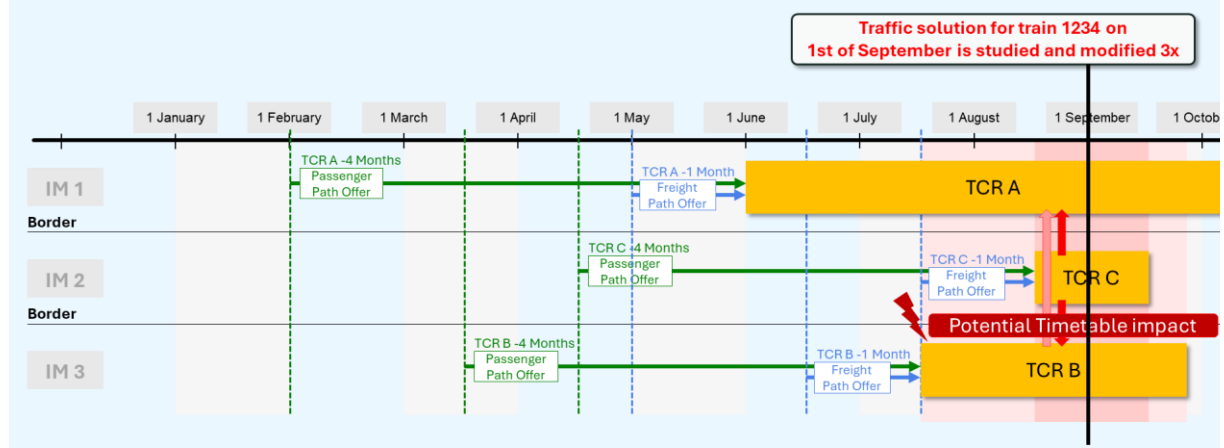 Traffic solution for train 1234 on
1st of September is studied and modified 3x
1 January
1 February
1 March
1 April
1 May
1 June
1 July
1 August
1 September
1 Octob
IM 1
TCR A -4 Months
Passenger
Path Offer
TCR A -1 Month
Freight
Path Offer
TCR A
Border
IM 2
TCR C -4 Months
Passenger
Path Offer
TCR C -1 Month
Freight
Path Offer
TCR C
Border
Potential Timetable impact
IM 3
TCR B -4 Months
Passenger
Path Offer
TCR B -1 Month
Freight
Path Offer
TCR B